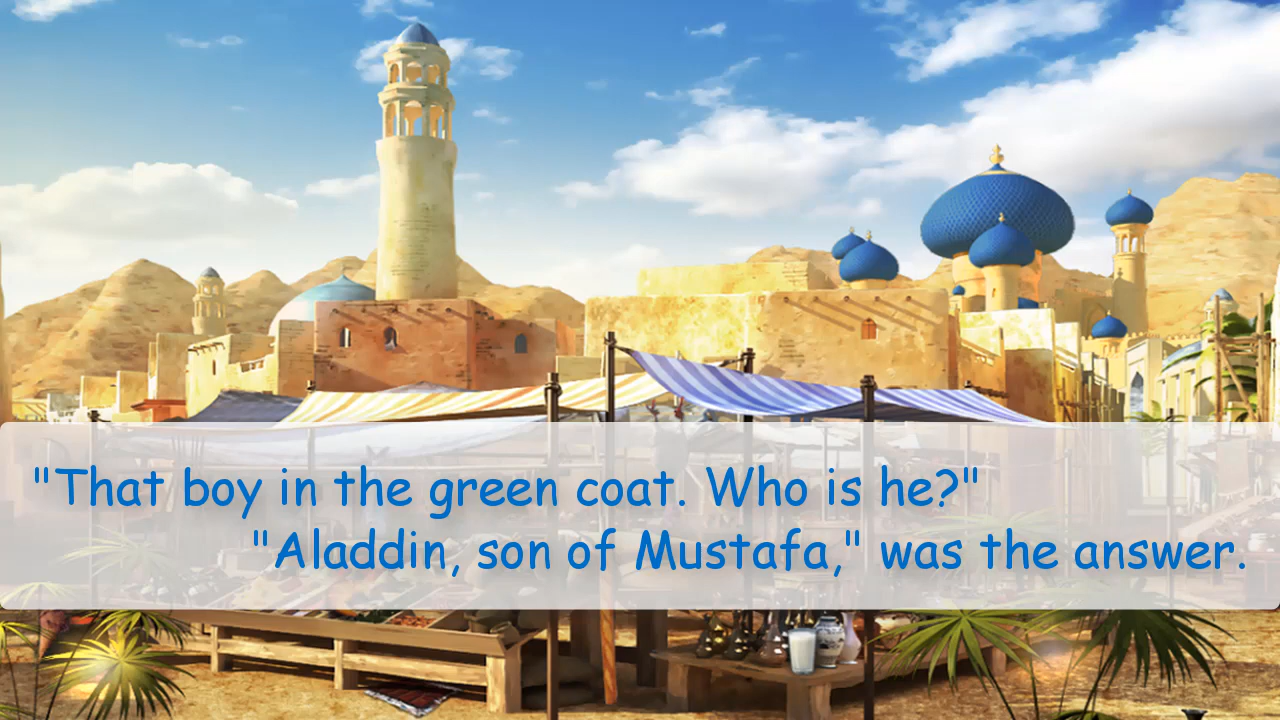 "That boy in the green coat. Who is he?"
"Aladdin, son of Mustafa," was the answer.